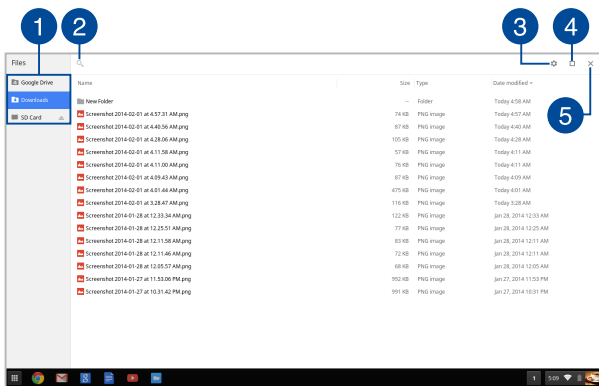 1 2 3 4
Files
Google Drive
Downloads
SD Card
5
Name Size Type Date modified
New Folder -- Folder Today 4:58 AM
Screenshot 2014-02-01 at 4.57.31 AM.png 74 KB PNG image Today 4:57 AM
Screenshot 2014-02-01 at 4.40.56 AM.png 87 KB PNG image Today 4:40 AM
Screenshot 2014-02-01 at 4.28.06 AM.png 105 KB PNG image Today 4:28 AM
Screenshot 2014-02-01 at 4.11.58 AM.png 57 KB PNG image Today 4:11 AM
Screenshot 2014-02-01 at 4.11.00 AM.png 76 KB PNG image Today 4:11 AM
Screenshot 2014-02-01 at 4.09.43 AM.png 87 KB PNG image Today 4:09 AM
Screenshot 2014-02-01 at 4.01.44 AM.png 475 KB PNG image Today 4:01 AM
Screenshot 2014-02-01 at 3.28.47 AM.png 116 KB PNG image Today 3:28 AM
Screenshot 2014-01-28 at 12.33.34 AM.png 122 KB PNG image Jan 28, 2014 12:33 AM
Screenshot 2014-01-28 at 12.25.51 AM.png 77 KB PNG image Jan 28, 2014 12:25 AM
Screenshot 2014-01-28 at 12.11.58 AM.png 83 KB PNG image Jan 28, 2014 12:11 AM
Screenshot 2014-01-28 at 12.11.46 AM.png 72 KB PNG image Jan 28, 2014 12:11 AM
Screenshot 2014-01-28 at 12.05.57 AM.png 68 KB PNG image Jan 28, 2014 12:05 AM
Screenshot 2014-01-27 at 11.53.06 PM.png 992 KB PNG image Jan 27, 2014 11:53 PM
Screenshot 2014-01-27 at 10.31.42 PM.png 991 KB PNG image Jan 27, 2014 10:31 PM
8 1 5:09